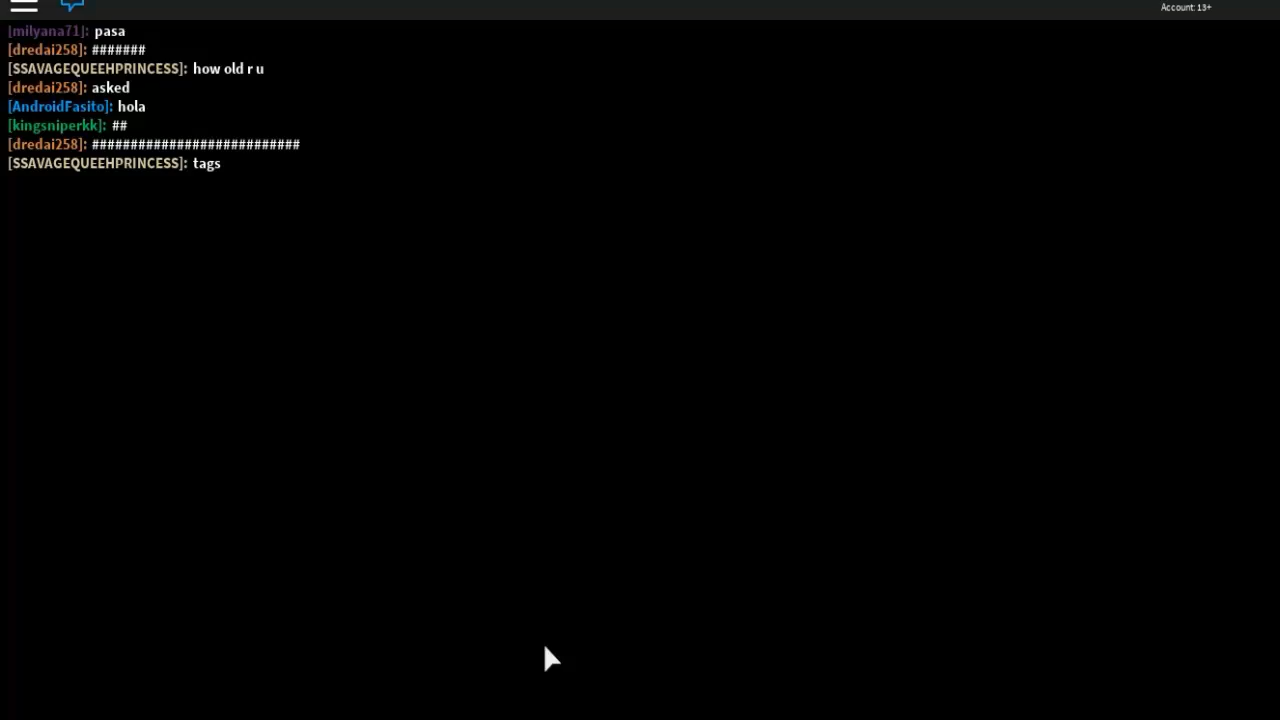 Account: 13+
[milyana71]: pasa
[dredai258]: #######
[SSAVAGEQUEEHPRINCESS]: how old r u
[dredai258]: asked
[AndroidFasito]: hola
[kingsniperkk]: ##
[dredai258]: ###########################
[SSAVAGEQUEEHPRINCESS]: tags